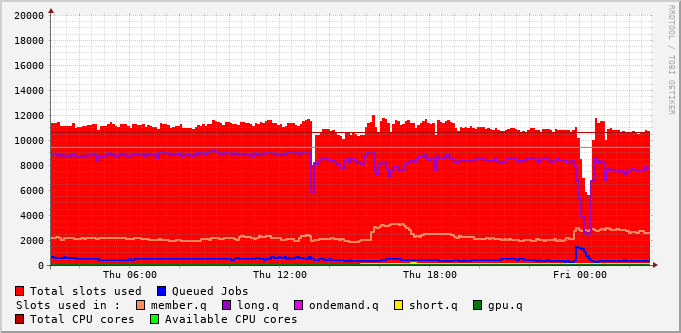 20000
18000
16000
14000
12000
10000
8000
6000
4000
2000
0
Thu 06:00 Thu 12:00 Thu 18:00 Fri 00:00
Total slots used Queued Jobs
Slots used in : member.q long.q ondemand.q short.q gpu.q
Total CPU cores Available CPU cores
RRDTOOL / TOBI OETIKER